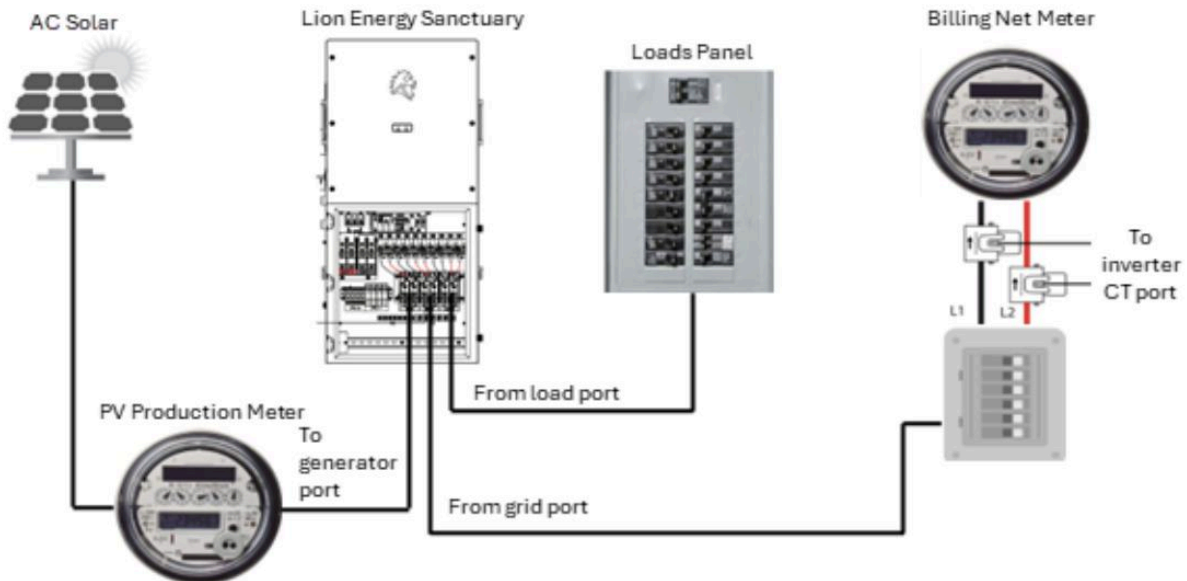 AC Solar
Lion Energy Sanctuary
Loads Panel
Billing Net Meter
To
inverter
CT port
L1
L2
From load port
PV Production Meter
To
generator
port
From grid port